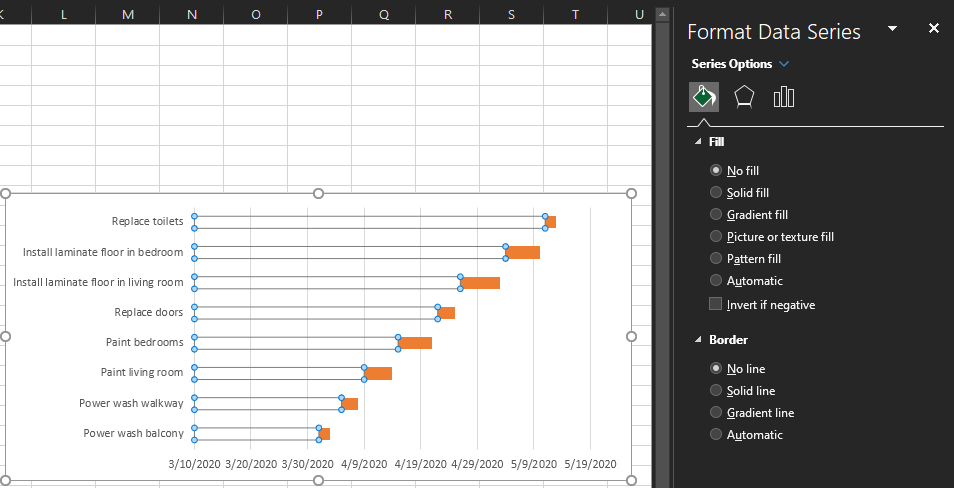 K L M N O P Q R S T U
Format Data Series
Series Options
Fill
No fill
Solid fill
Gradient fill
Picture or texture fill
Pattern fill
Automatic
Invert if negative
Border
No line
Solid line
Gradient line
Automatic
Replace toilets
Install laminate floor in bedroom
Install laminate floor in living room
Replace doors
Paint bedrooms
Paint living room
Power wash walkway
Power wash balcony
3/10/2020 3/20/2020 3/30/2020 4/9/2020 4/19/2020 4/29/2020 5/9/2020 5/19/2020